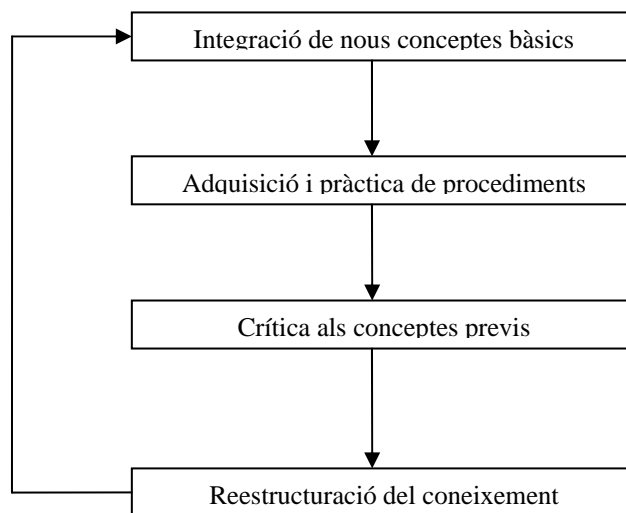 Integració de nous conceptes bàsics
Adquisició i pràctica de procediments
Crítica als conceptes previs
Reestructuració del coneixement